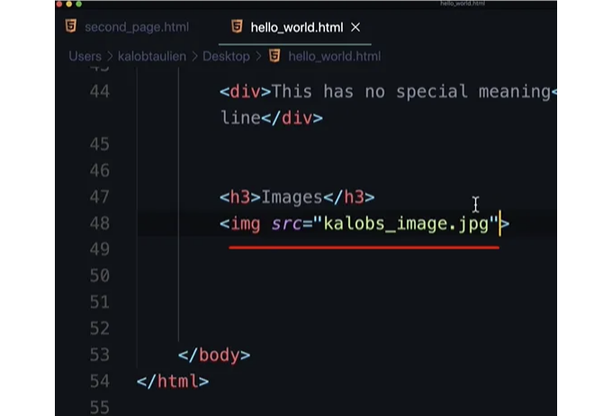 hello_world.html
second_page.html hello_world.html ×
Users > kalobtaulien > Desktop > hello_world.html
44 <div>This has no special meaning<
line</div>
45
46
47 <h3>Images</h3>
48 <img src="kalobs_image.jpg">
49
50
51
52
53 </body>
54 </html>
55